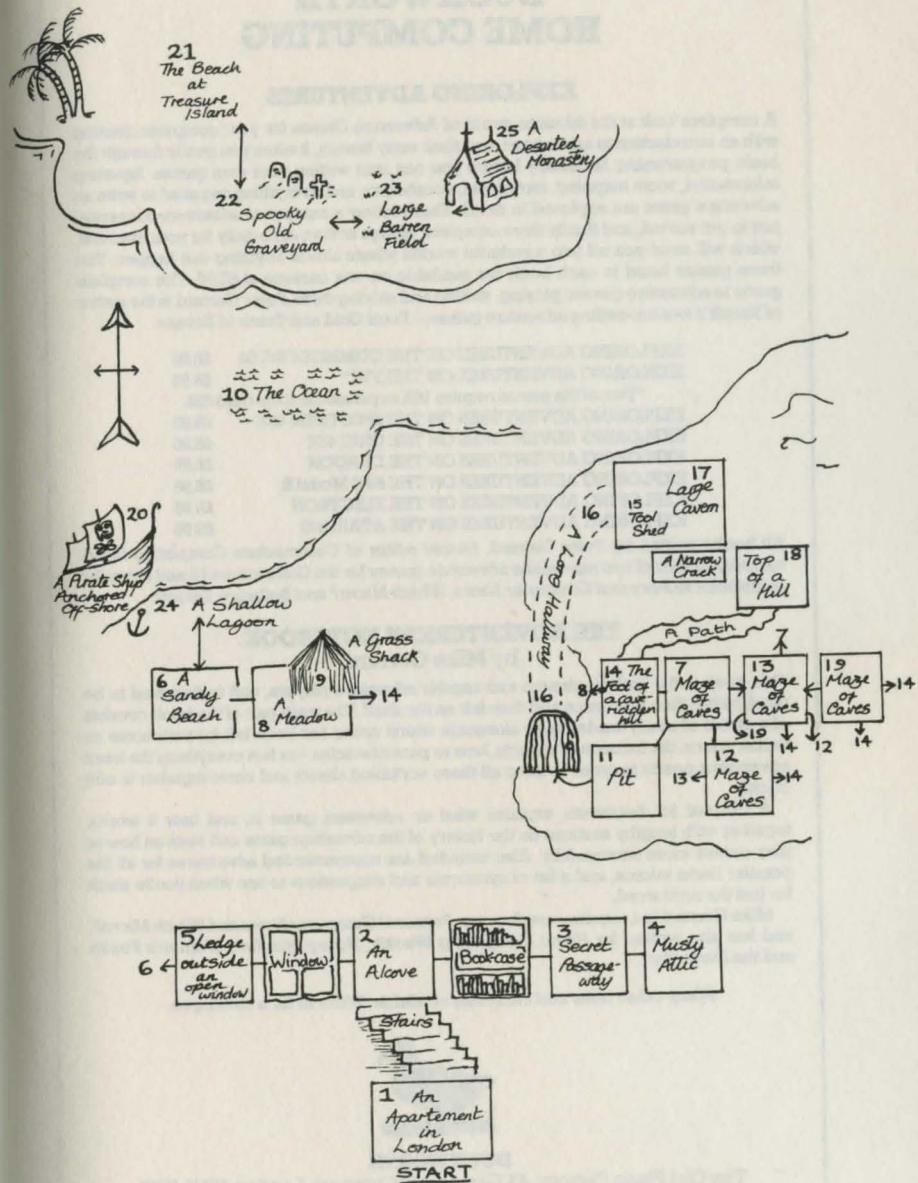 21
The Beach
at
Treasure
Island
25 A
Desarted
Monastery
22
Spooky
Old
Graveyard
23
Large
Barren
Field
10 The Ocean
20
A Pirate Ship
Anchored
Off-Shore
24 A Shallow
Lagoon
6 A
Sandy
Beach
A Grass
Shack
9
8 A
Meadow
14
17
Large
Cavern
15
Tool
Shed
16
A Long Hallway
A Narrow
Crack
18
Top
of a
Hill
A Path
7
8
14 The
Foot of
a cave
ridden
hill
7
Maze
of
Caves
13
Maze of
Caves
19
Maze of
Caves
14
19
14
12
14
116
11
Pit
13
12
Maze
of
Caves
14
6
5 Ledge
outside
an
open
window
Window
2
An
Alcove
Bookcase
3
Secret
Passage-
way
4
Musty
Attic
Stairs
1 An
Apartement
in
London
START